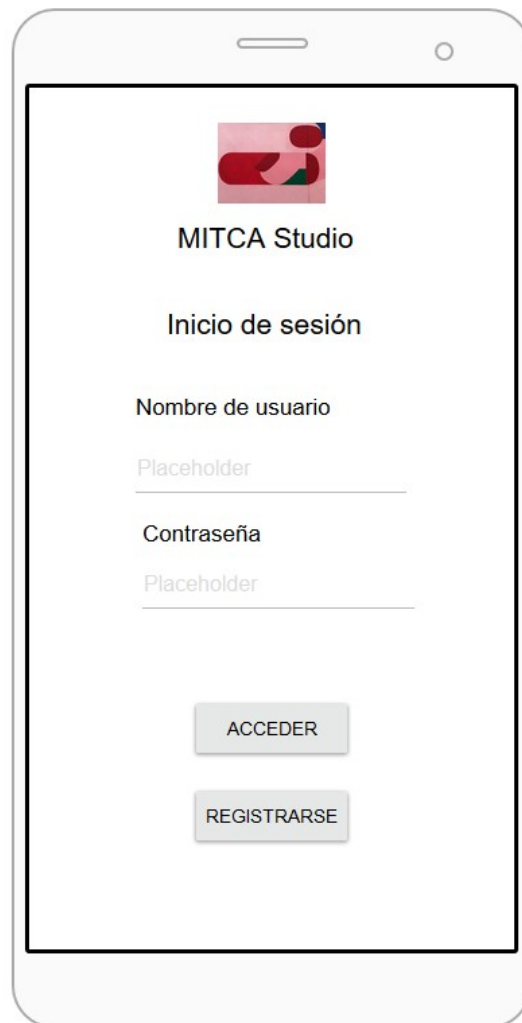 MITCA Studio
Inicio de sesión
Nombre de usuario
Placeholder
Contraseña
Placeholder
ACCEDER
REGISTRARSE